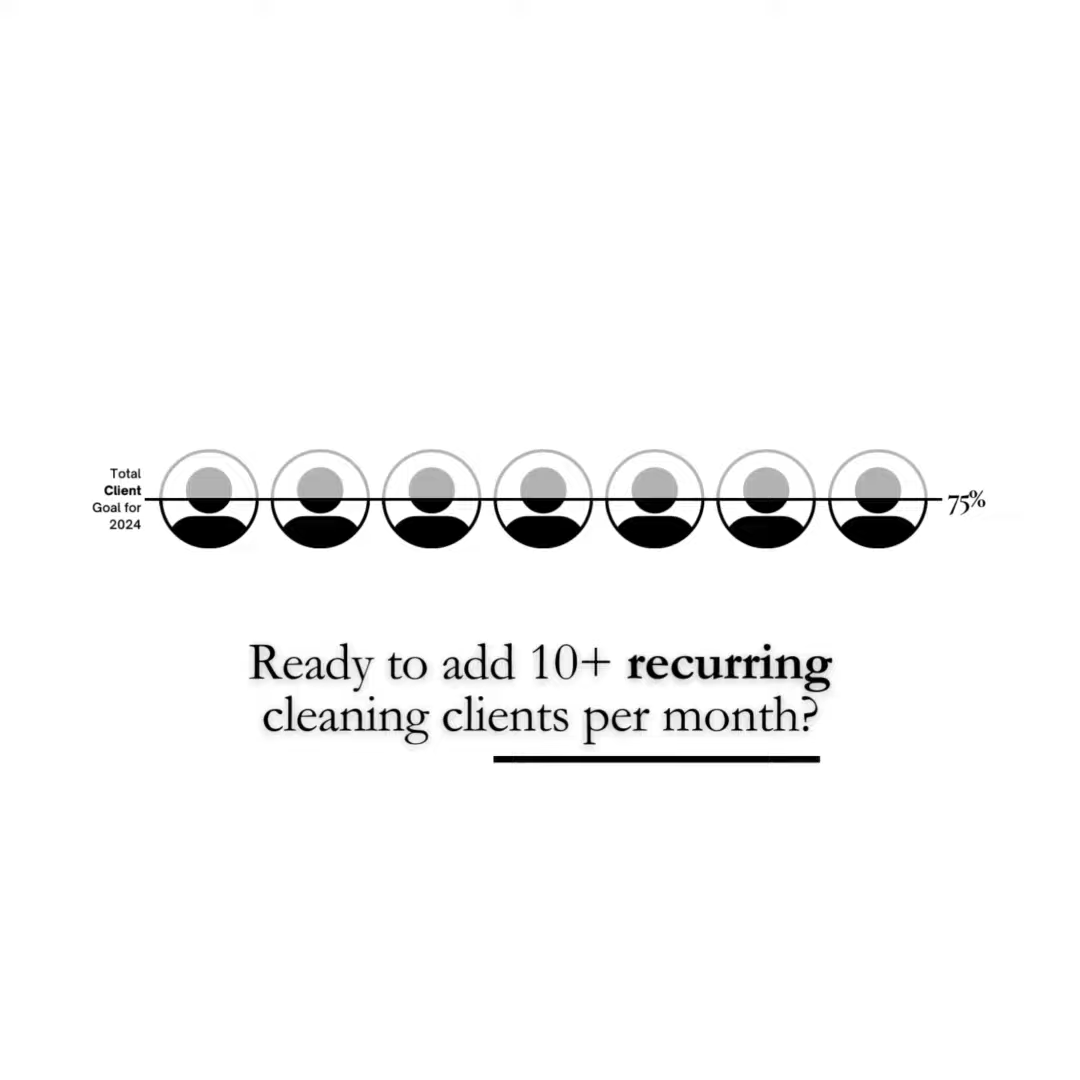 Total
Client
Goal for
2024
75%
Ready to add 10+ recurring
cleaning clients per month?